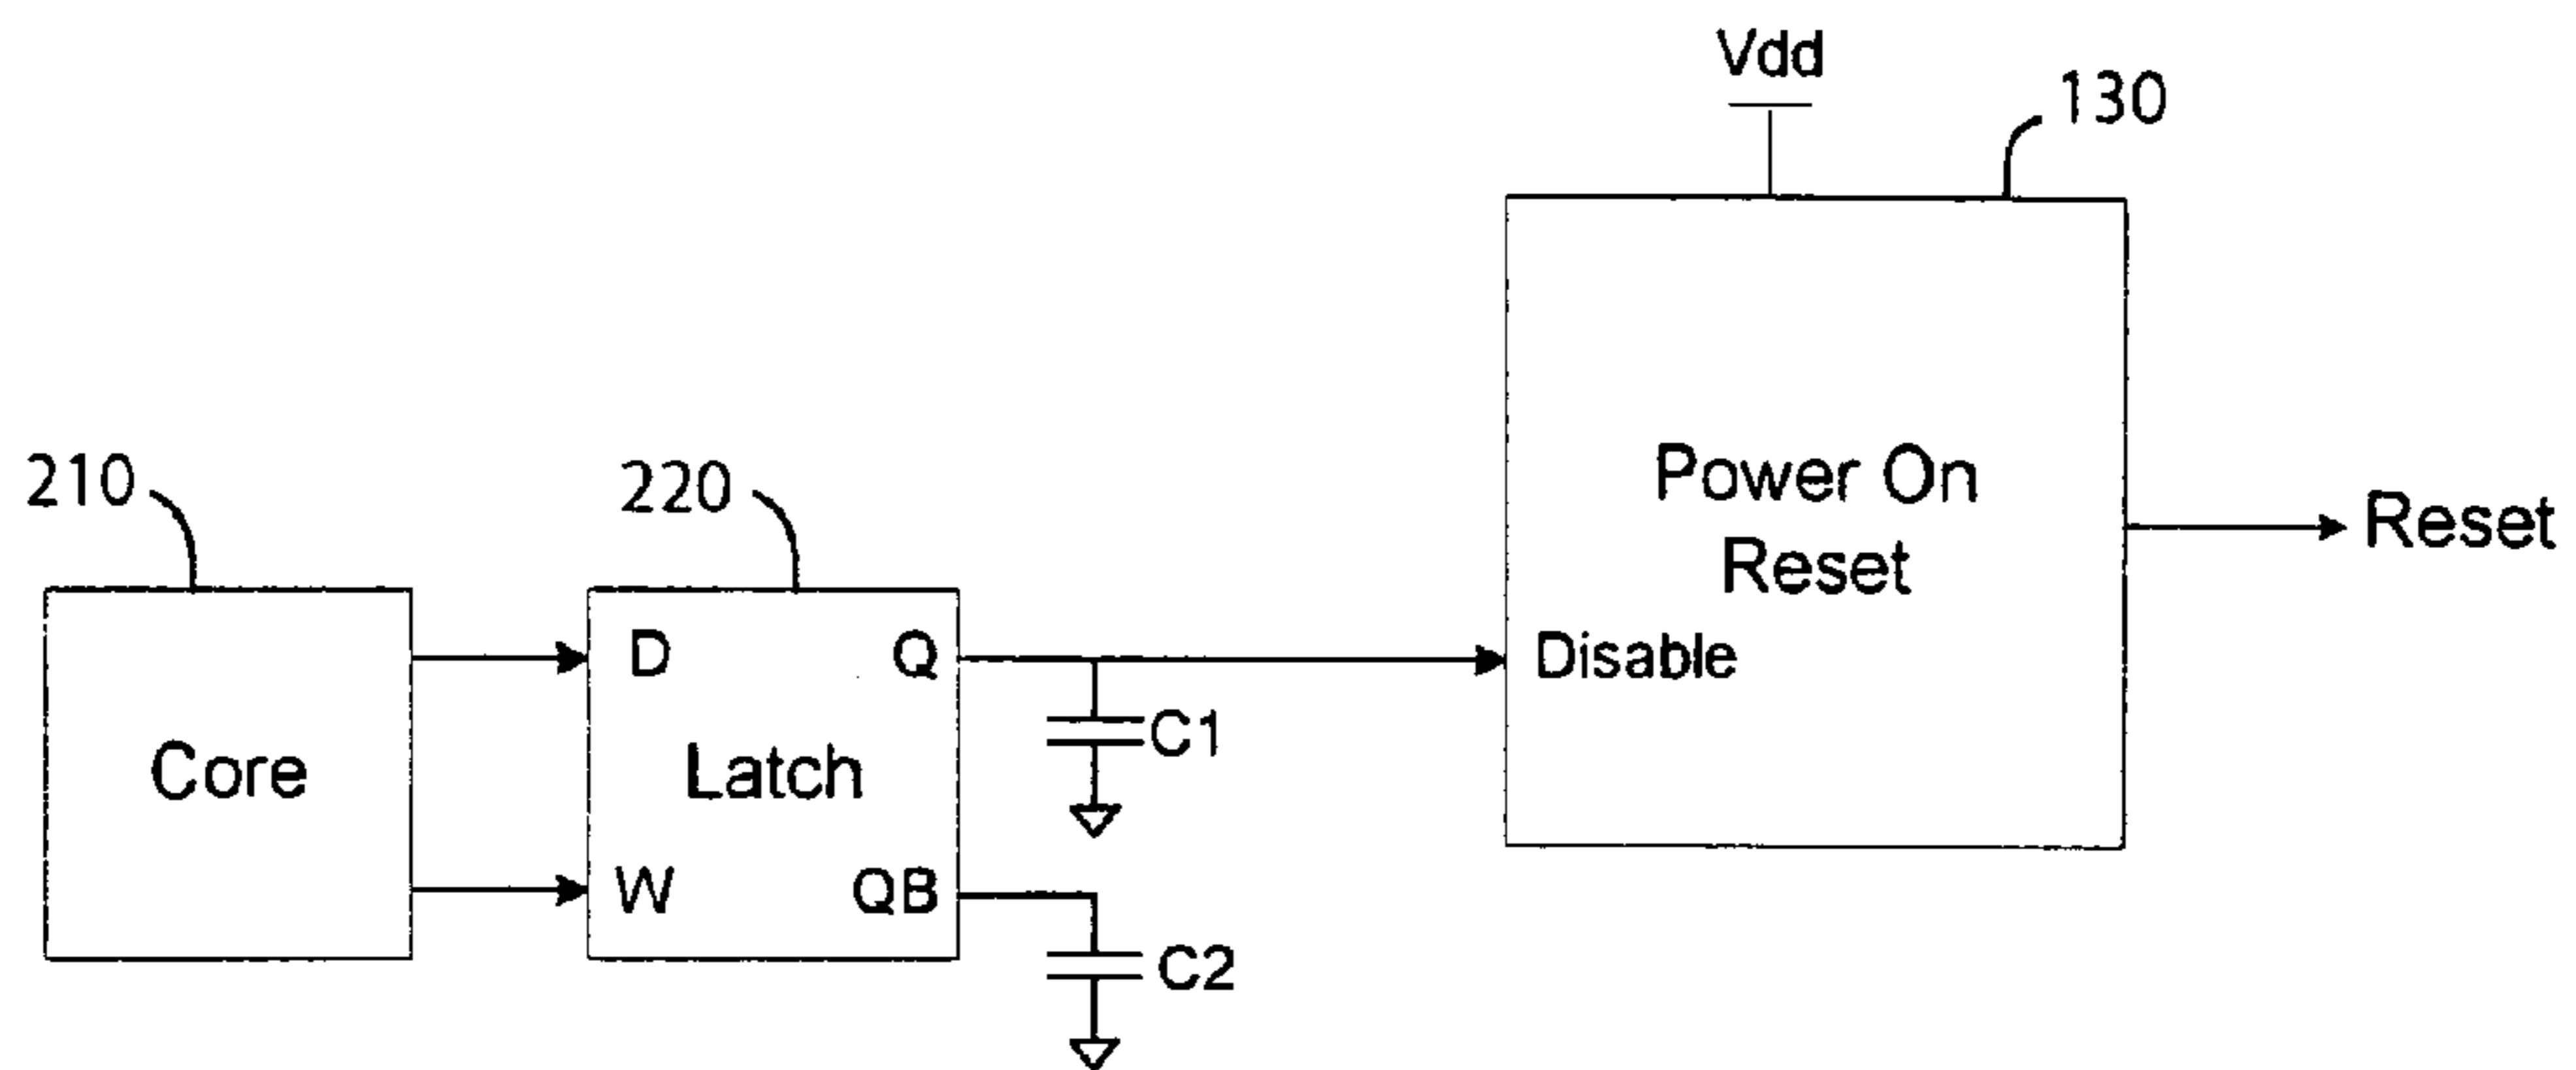 Vdd
130
210
220
Power On
Reset
Reset
D
Q
Disable
C1
Core
Latch
W
QB
C2